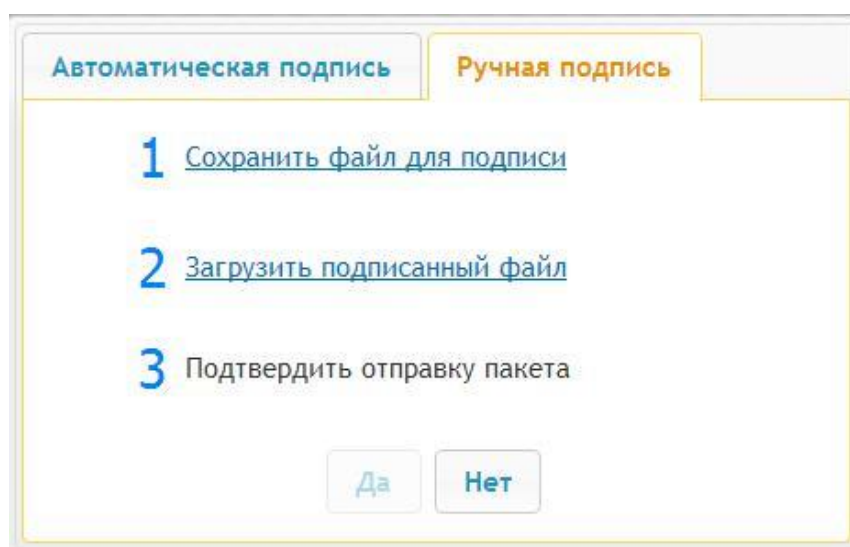 Автоматическая подпись Ручная подпись
1 Сохранить файл для подписи
2 Загрузить подписанный файл
3 Подтвердить отправку пакета
Да Нет